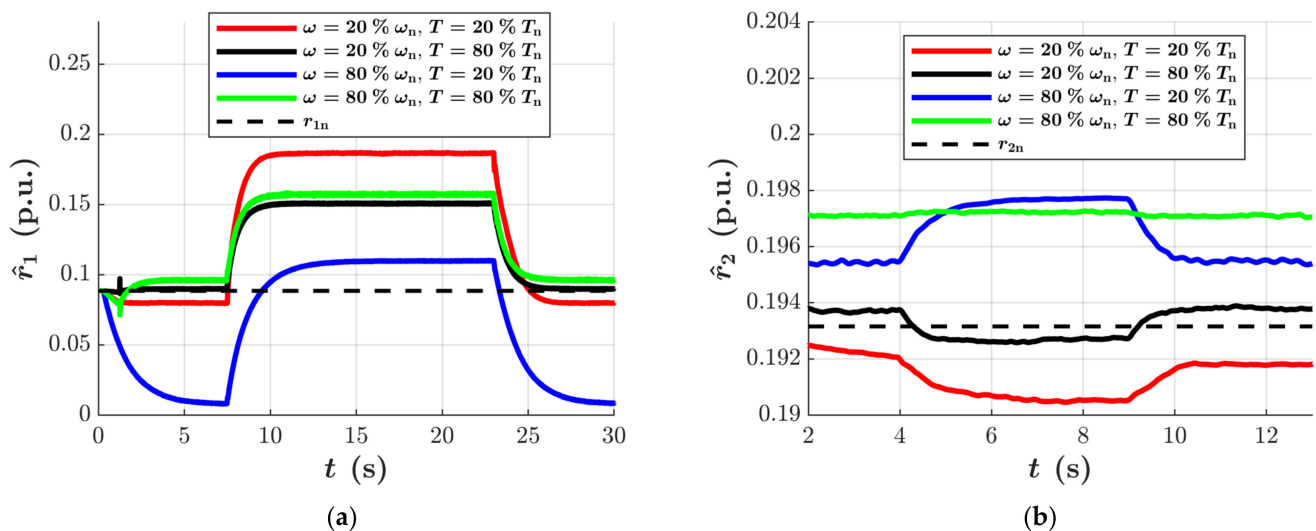 0.25
0.2
0.15
0.1
0.05
0
r̂₁ (p.u.)
ω = 20 % ωₙ, T = 20 % Tₙ
ω = 20 % ωₙ, T = 80 % Tₙ
ω = 80 % ωₙ, T = 20 % Tₙ
ω = 80 % ωₙ, T = 80 % Tₙ
r₁ₙ
0 5 10 15 20 25 30
t (s)
(a)
0.204
0.202
0.2
0.198
0.196
0.194
0.192
0.19
r̂₂ (p.u.)
ω = 20 % ωₙ, T = 20 % Tₙ
ω = 20 % ωₙ, T = 80 % Tₙ
ω = 80 % ωₙ, T = 20 % Tₙ
ω = 80 % ωₙ, T = 80 % Tₙ
r₂ₙ
2 4 6 8 10 12
t (s)
(b)